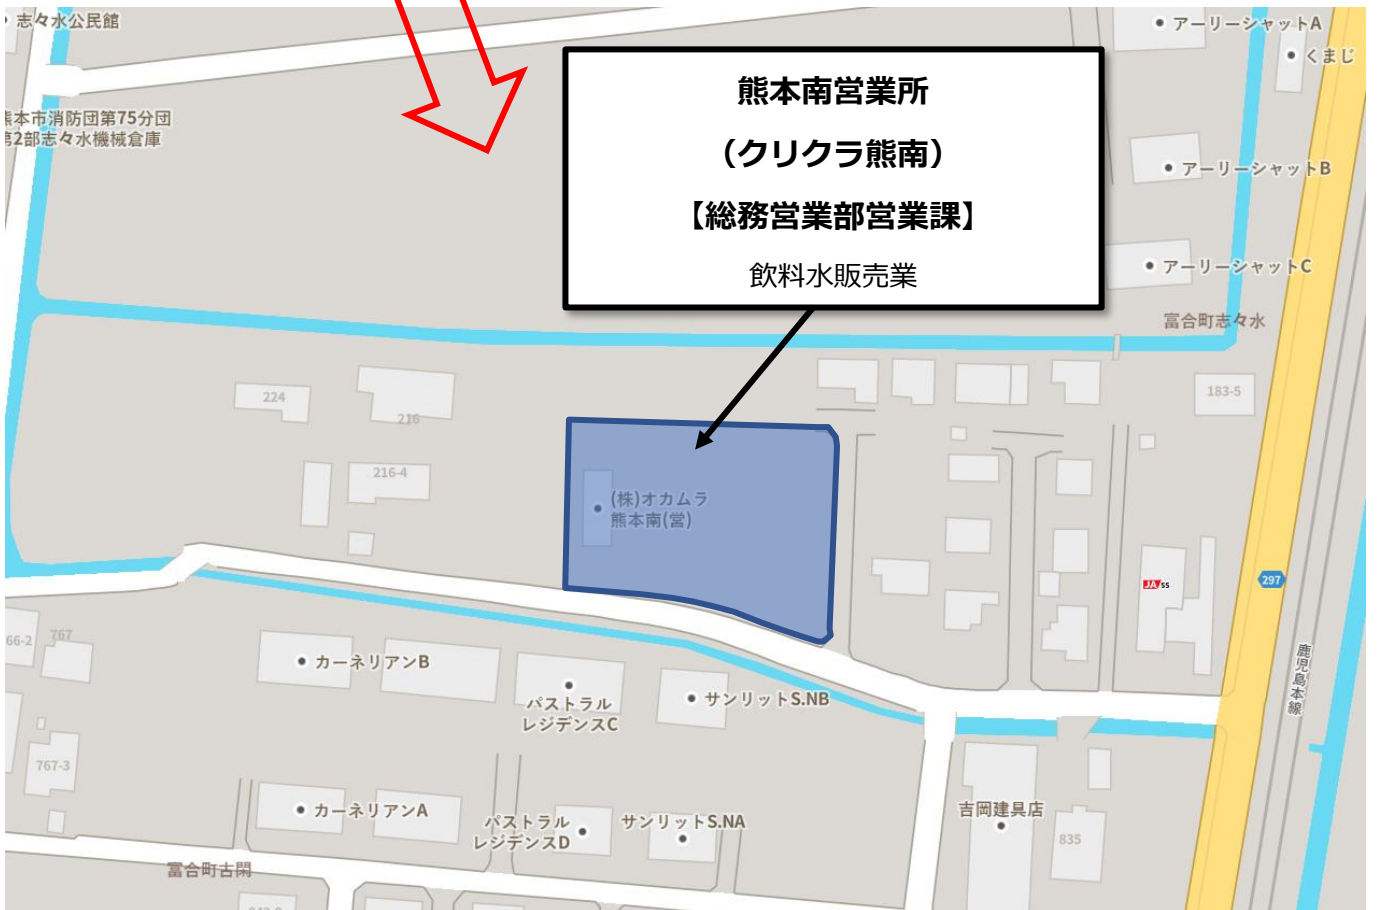 志々水公民館
アーリーシャットA
くまじ
熊本南営業所
（クリクラ熊南）
【総務営業部営業課】
飲料水販売業
熊本市消防団第75分団
第2部志々水機械倉庫
アーリーシャットB
アーリーシャットC
富合町志々水
224
216
183-5
216-4
(株)オカムラ
熊本南(営)
JA SS
297
66-2
767
カーネリアンB
パストラル
レジデンスC
サンリットS.NB
鹿児島本線
767-3
カーネリアンA
パストラル
レジデンスD
サンリットS.NA
吉岡建具店
835
富合町古閑